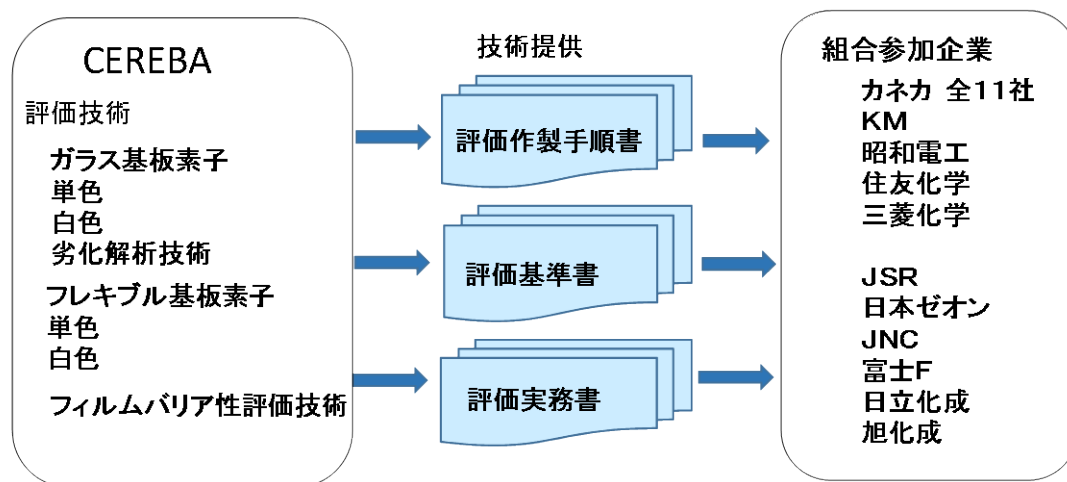 CEREBA
評価技術
ガラス基板素子
単色
白色
劣化解析技術
フレキブル基板素子
単色
白色
フィルムバリア性評価技術
技術提供
評価作製手順書
評価基準書
評価実務書
組合参加企業
カネカ 全11社
KM
昭和電工
住友化学
三菱化学
JSR
日本ゼオン
JNC
富士F
日立化成
旭化成